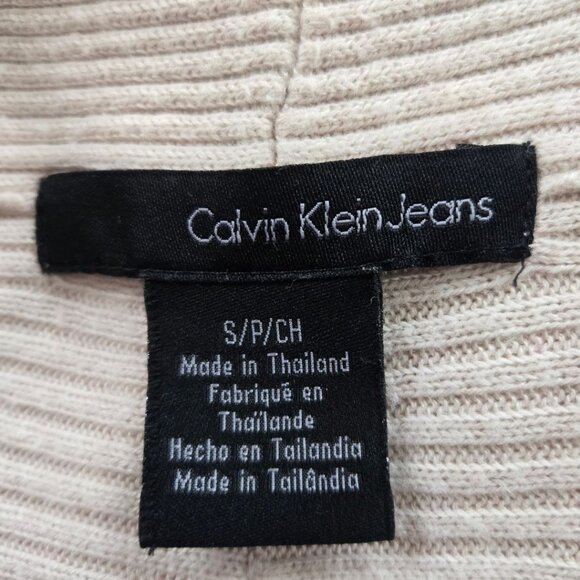 Calvin Klein Jeans
S/P/CH
Made in Thailand
Fabriqué en
Thaïlande
Hecho en Tailandia
Made in Tailândia